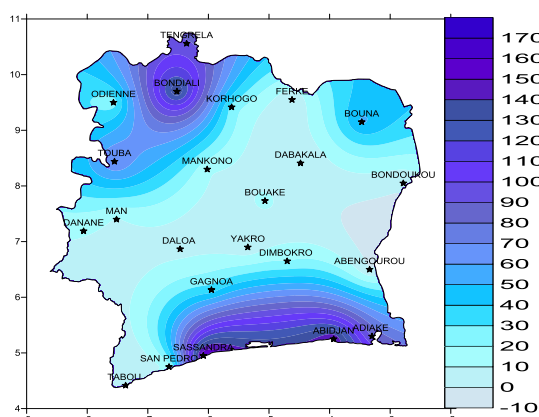 11
10
9
8
7
6
5
4
TENGRELA
BONDIALI
ODIENNE
KORHOGO
FERKE
BOUNA
TOUBA
MANKONO
DABAKALA
BONDOUKOU
BOUAKE
MAN
DANANE
DALOA
YAKRO
DIMBOKRO
ABENGOUROU
GAGNOA
ABIDJAN
ADIAKE
SASSANDRA
SAN PEDRO
TABOU
170
160
150
140
130
120
110
100
90
80
70
60
50
40
30
20
10
0
-10